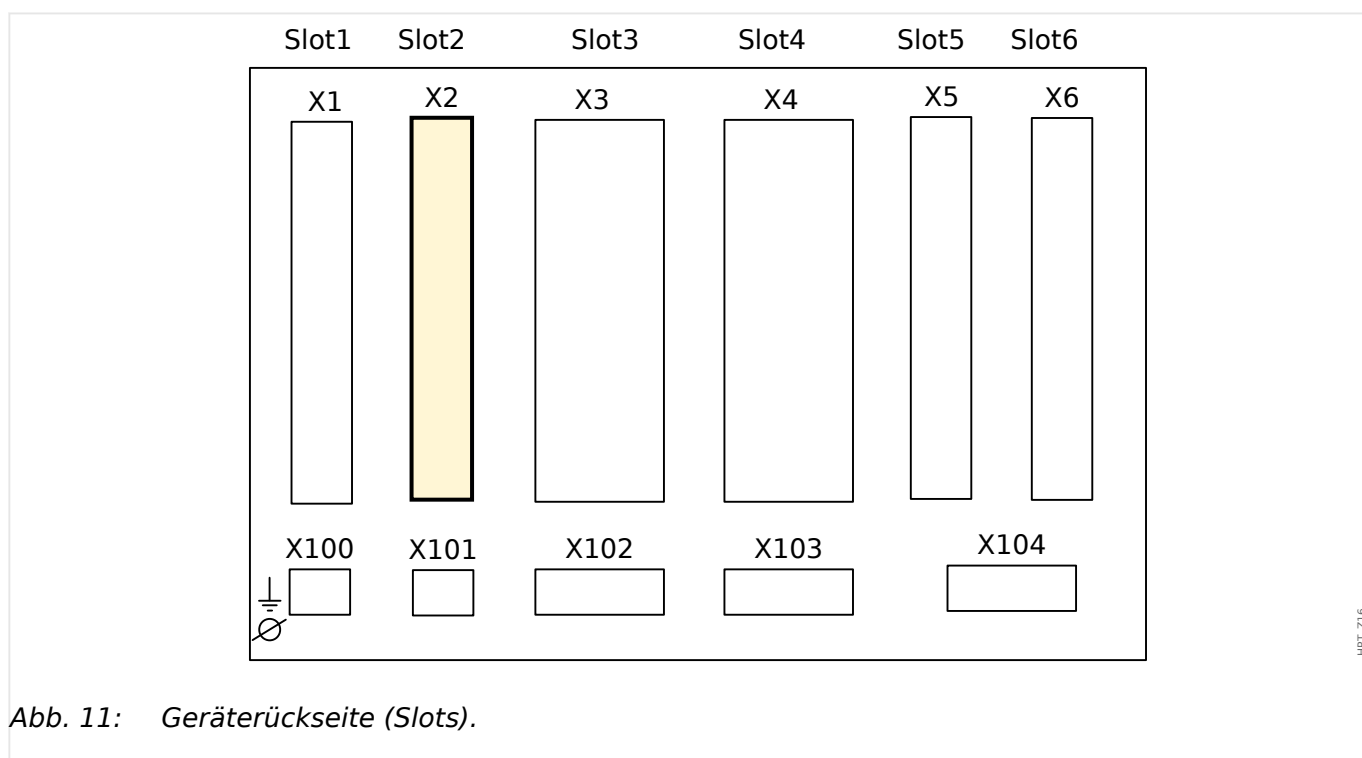 Slot1 Slot2 Slot3 Slot4 Slot5 Slot6
X1 X2 X3 X4 X5 X6
X100 X101 X102 X103 X104
Abb. 11: Geräterückseite (Slots).